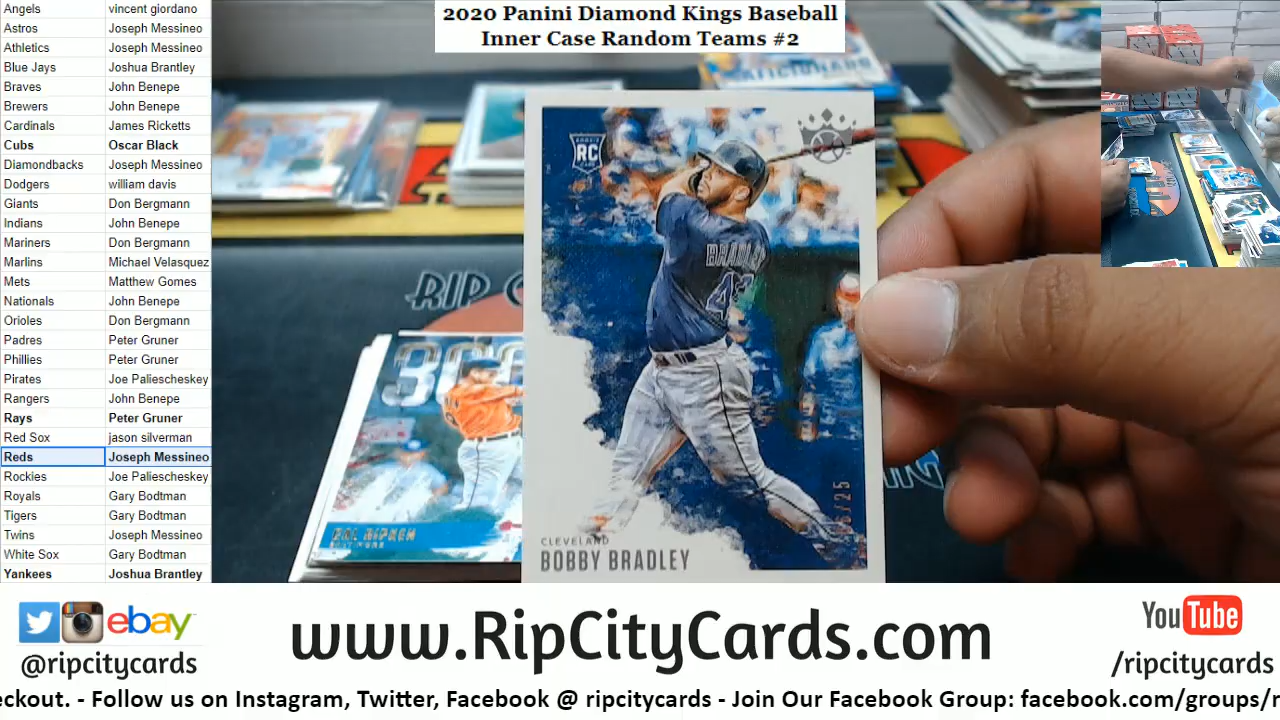 2020 Panini Diamond Kings Baseball
Inner Case Random Teams #2
Angels vincent giordano
Astros Joseph Messineo
Athletics Joseph Messineo
Blue Jays Joshua Brantley
Braves John Benepe
Brewers John Benepe
Cardinals James Ricketts
Cubs Oscar Black
Diamondbacks Joseph Messineo
Dodgers william davis
Giants Don Bergmann
Indians John Benepe
Mariners Don Bergmann
Marlins Michael Velasquez
Mets Matthew Gomes
Nationals John Benepe
Orioles Don Bergmann
Padres Peter Gruner
Phillies Peter Gruner
Pirates Joe Paliescheskey
Rangers John Benepe
Rays Peter Gruner
Red Sox jason silverman
Reds Joseph Messineo
Rockies Joe Paliescheskey
Royals Gary Bodtman
Tigers Gary Bodtman
Twins Joseph Messineo
White Sox Gary Bodtman
Yankees Joshua Brantley
RC
BRADLEY
RIP C
CAL RIPKEN
CLEVELAND
BOBBY BRADLEY
ebay
@ripcitycards
www.RipCityCards.com
YouTube
/ripcitycards
eckout. - Follow us on Instagram, Twitter, Facebook @ ripcitycards - Join Our Facebook Group: facebook.com/groups/r